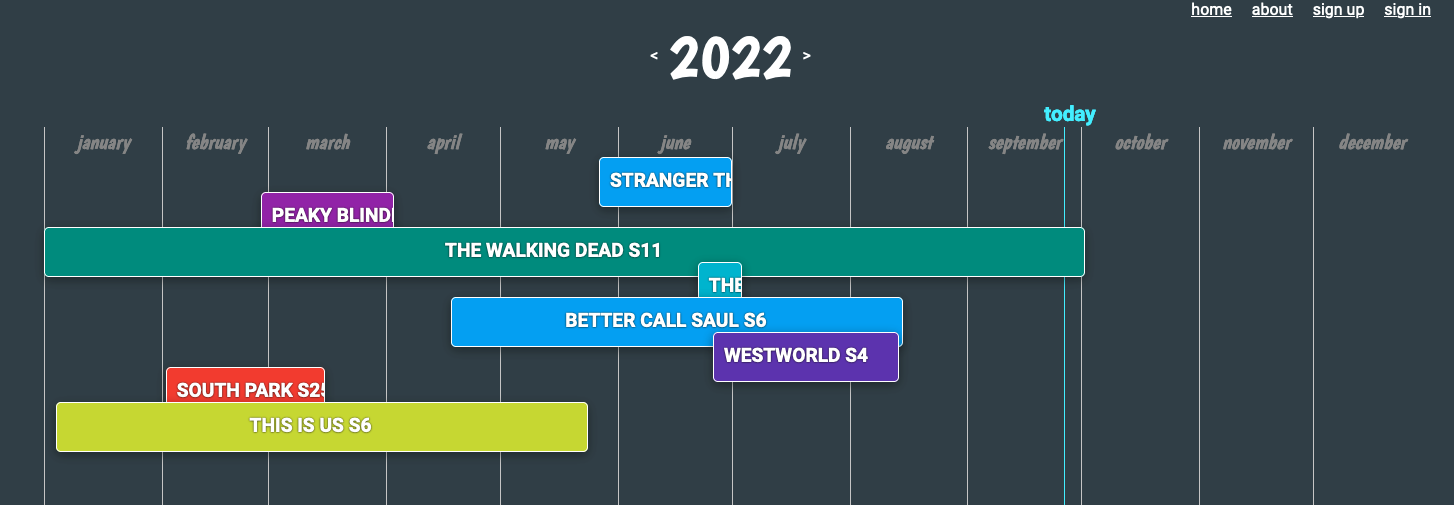 home about sign up sign in
< 2022 >
today
january february march april may june july august september october november december
STRANGER TH
PEAKY BLIND
THE WALKING DEAD S11
THE
BETTER CALL SAUL S6
WESTWORLD S4
SOUTH PARK S25
THIS IS US S6